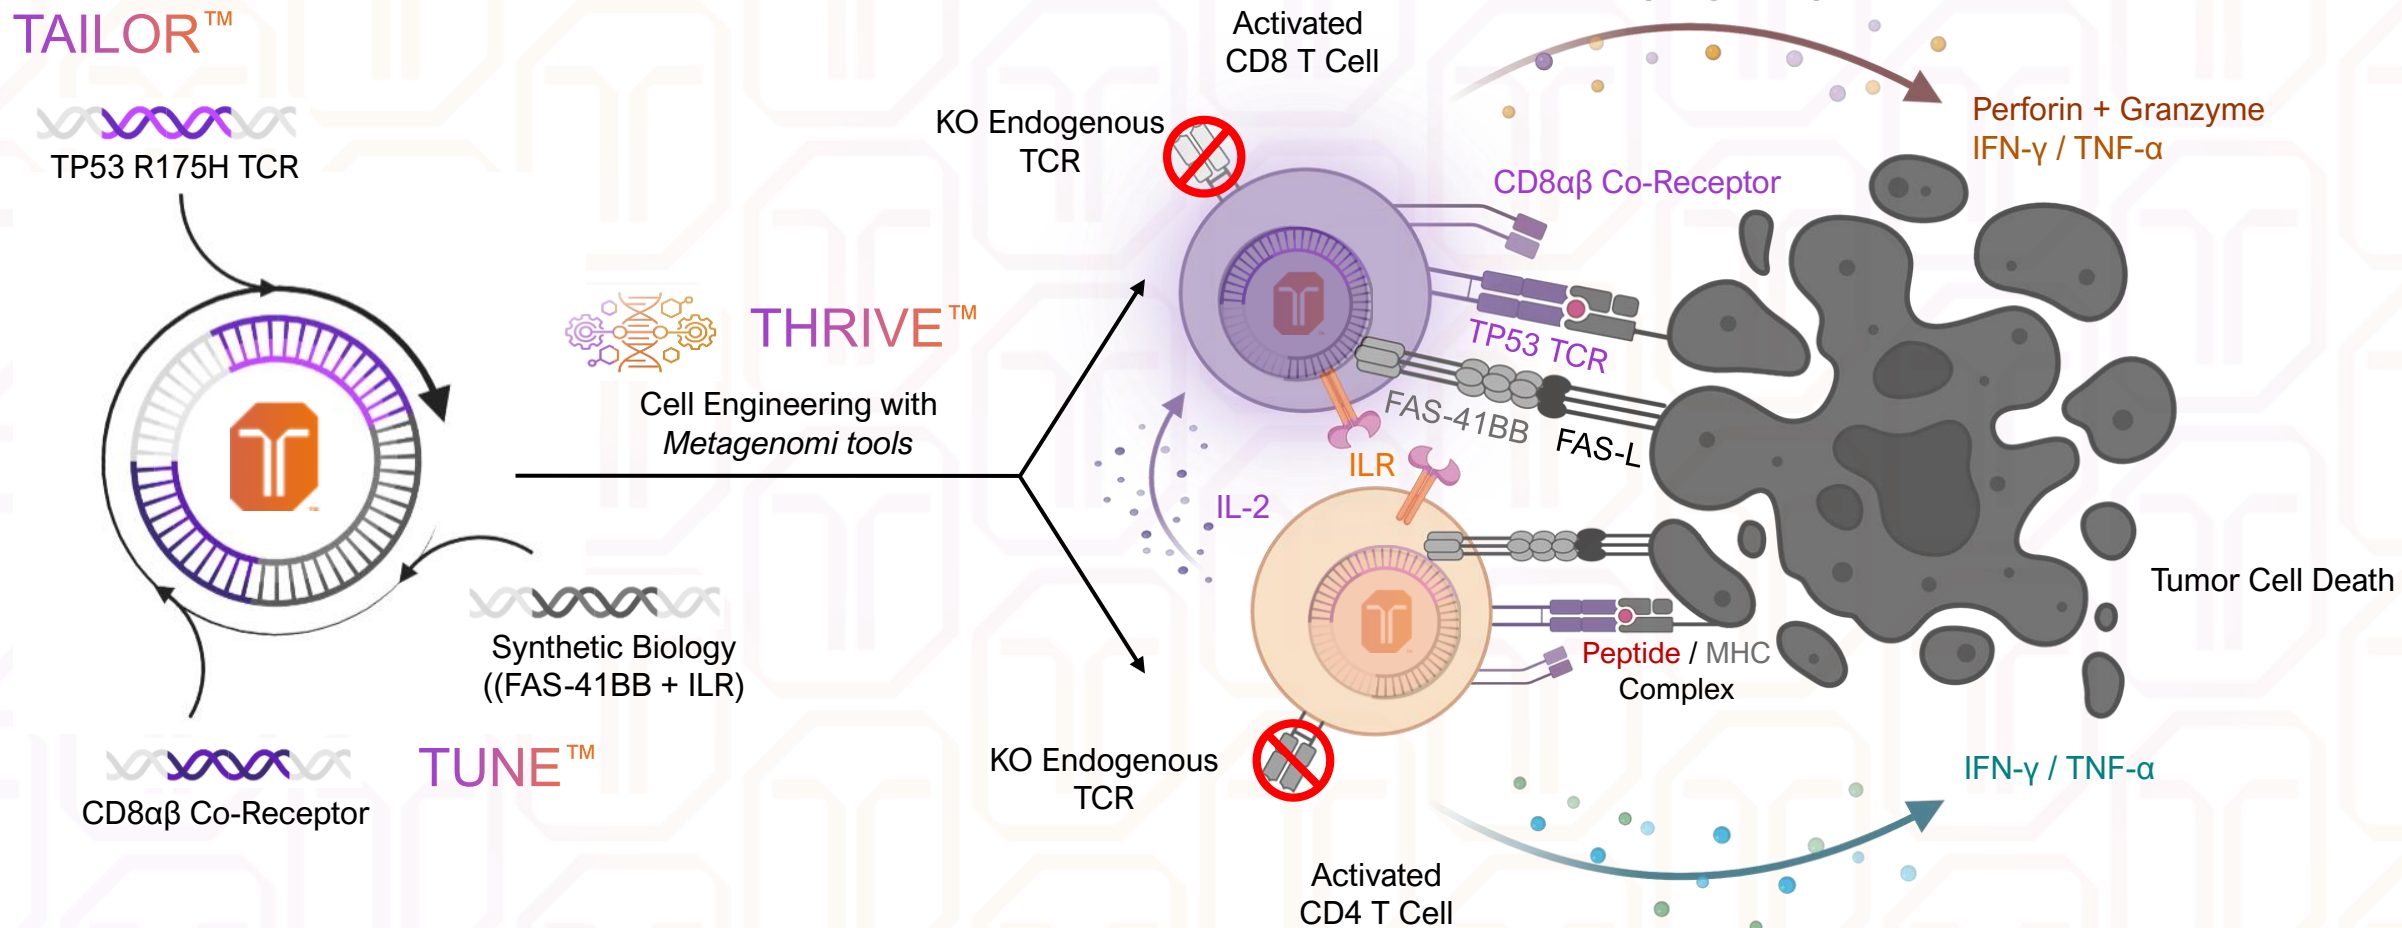 TAILOR™
TP53 R175H TCR
THRIVE™
Cell Engineering with
Metagenomi tools
Synthetic Biology
((FAS-41BB + ILR)
CD8αβ Co-Receptor
TUNE™
Activated
CD8 T Cell
KO Endogenous
TCR
CD8αβ Co-Receptor
TP53 TCR
FAS-41BB
FAS-L
ILR
IL-2
Perforin + Granzyme
IFN-γ / TNF-α
Tumor Cell Death
Peptide / MHC
Complex
KO Endogenous
TCR
IFN-γ / TNF-α
Activated
CD4 T Cell